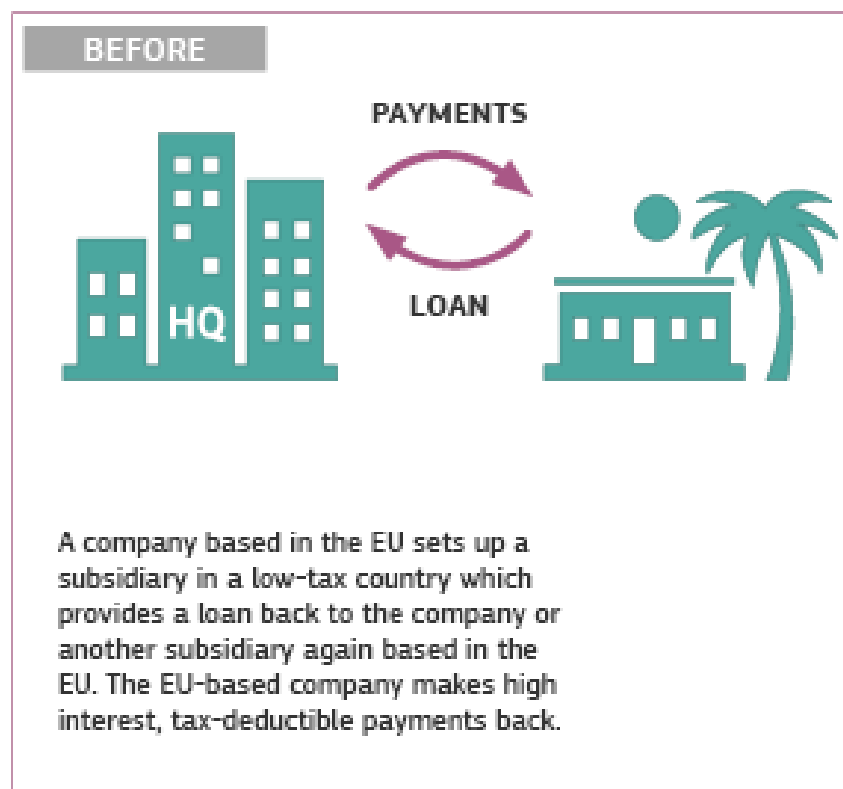 BEFORE
PAYMENTS
LOAN
HQ
A company based in the EU sets up a
subsidiary in a low-tax country which
provides a loan back to the company or
another subsidiary again based in the
EU. The EU-based company makes high
interest, tax-deductible payments back.